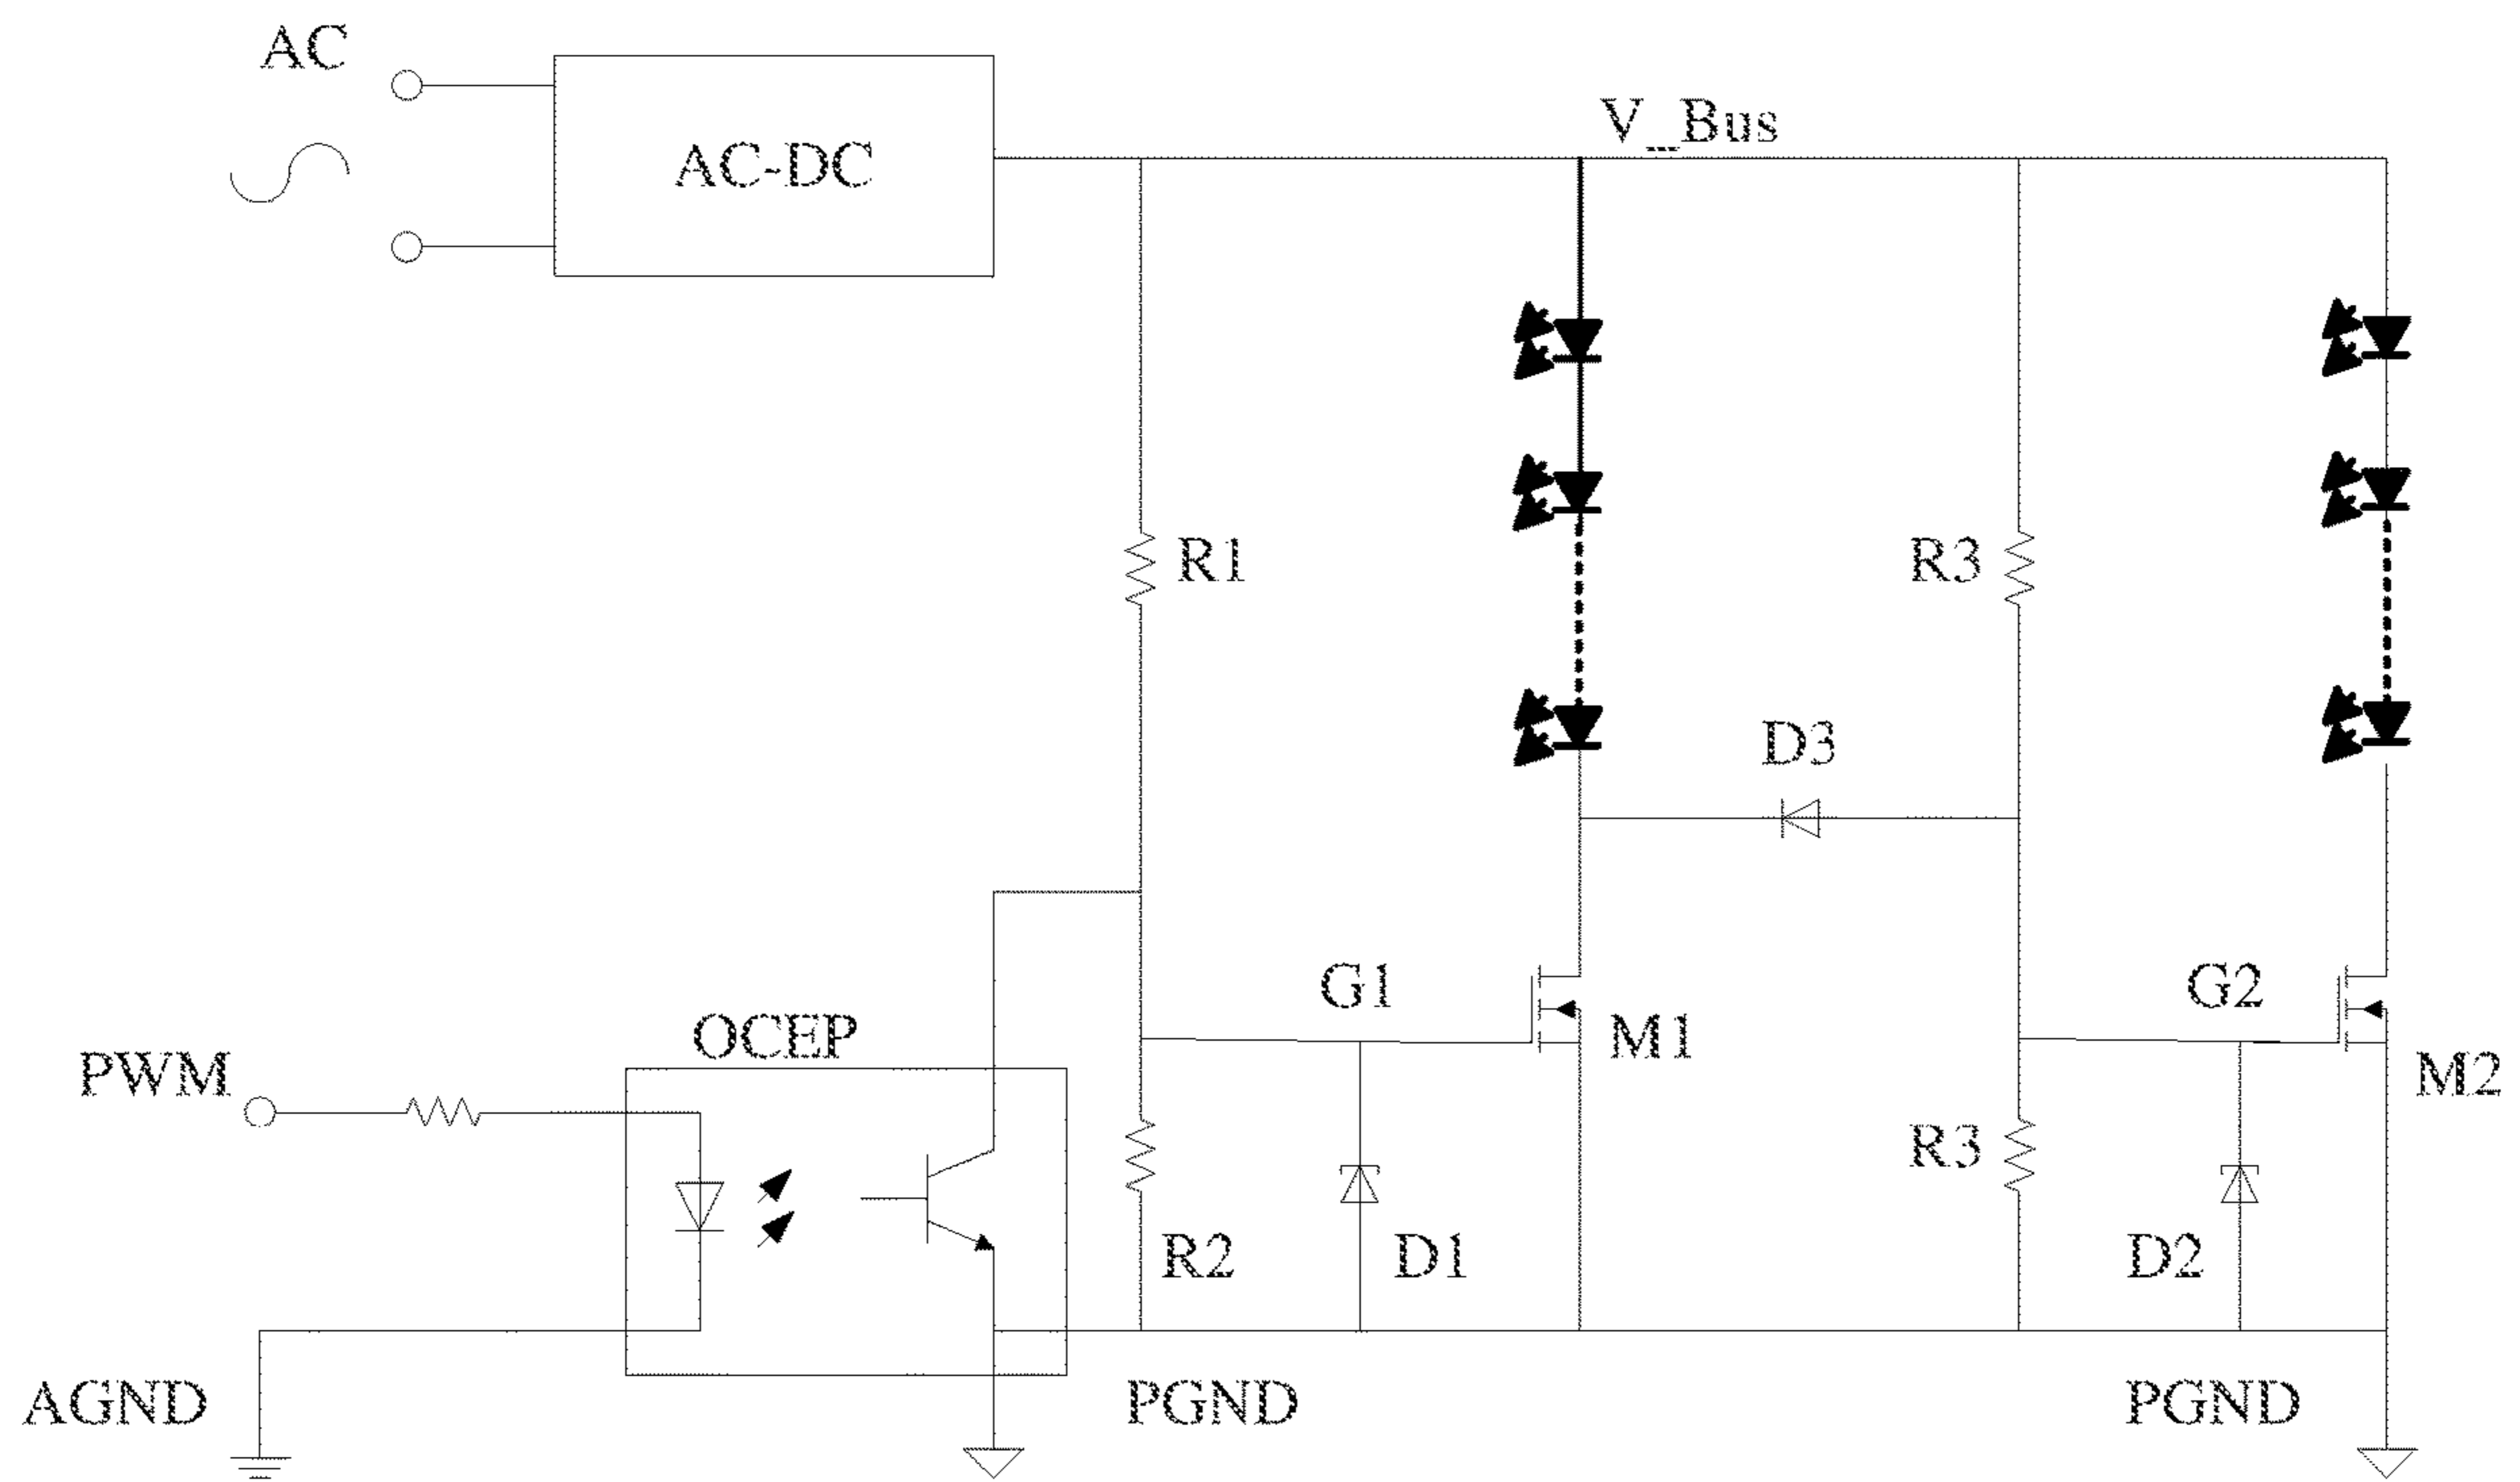 AC
V_Bus
AC-DC
R1
R3
D3
G1
G2
OCEP
M1
PWM
M2
R3
R2
D1
D2
AGND
PGND
PGND